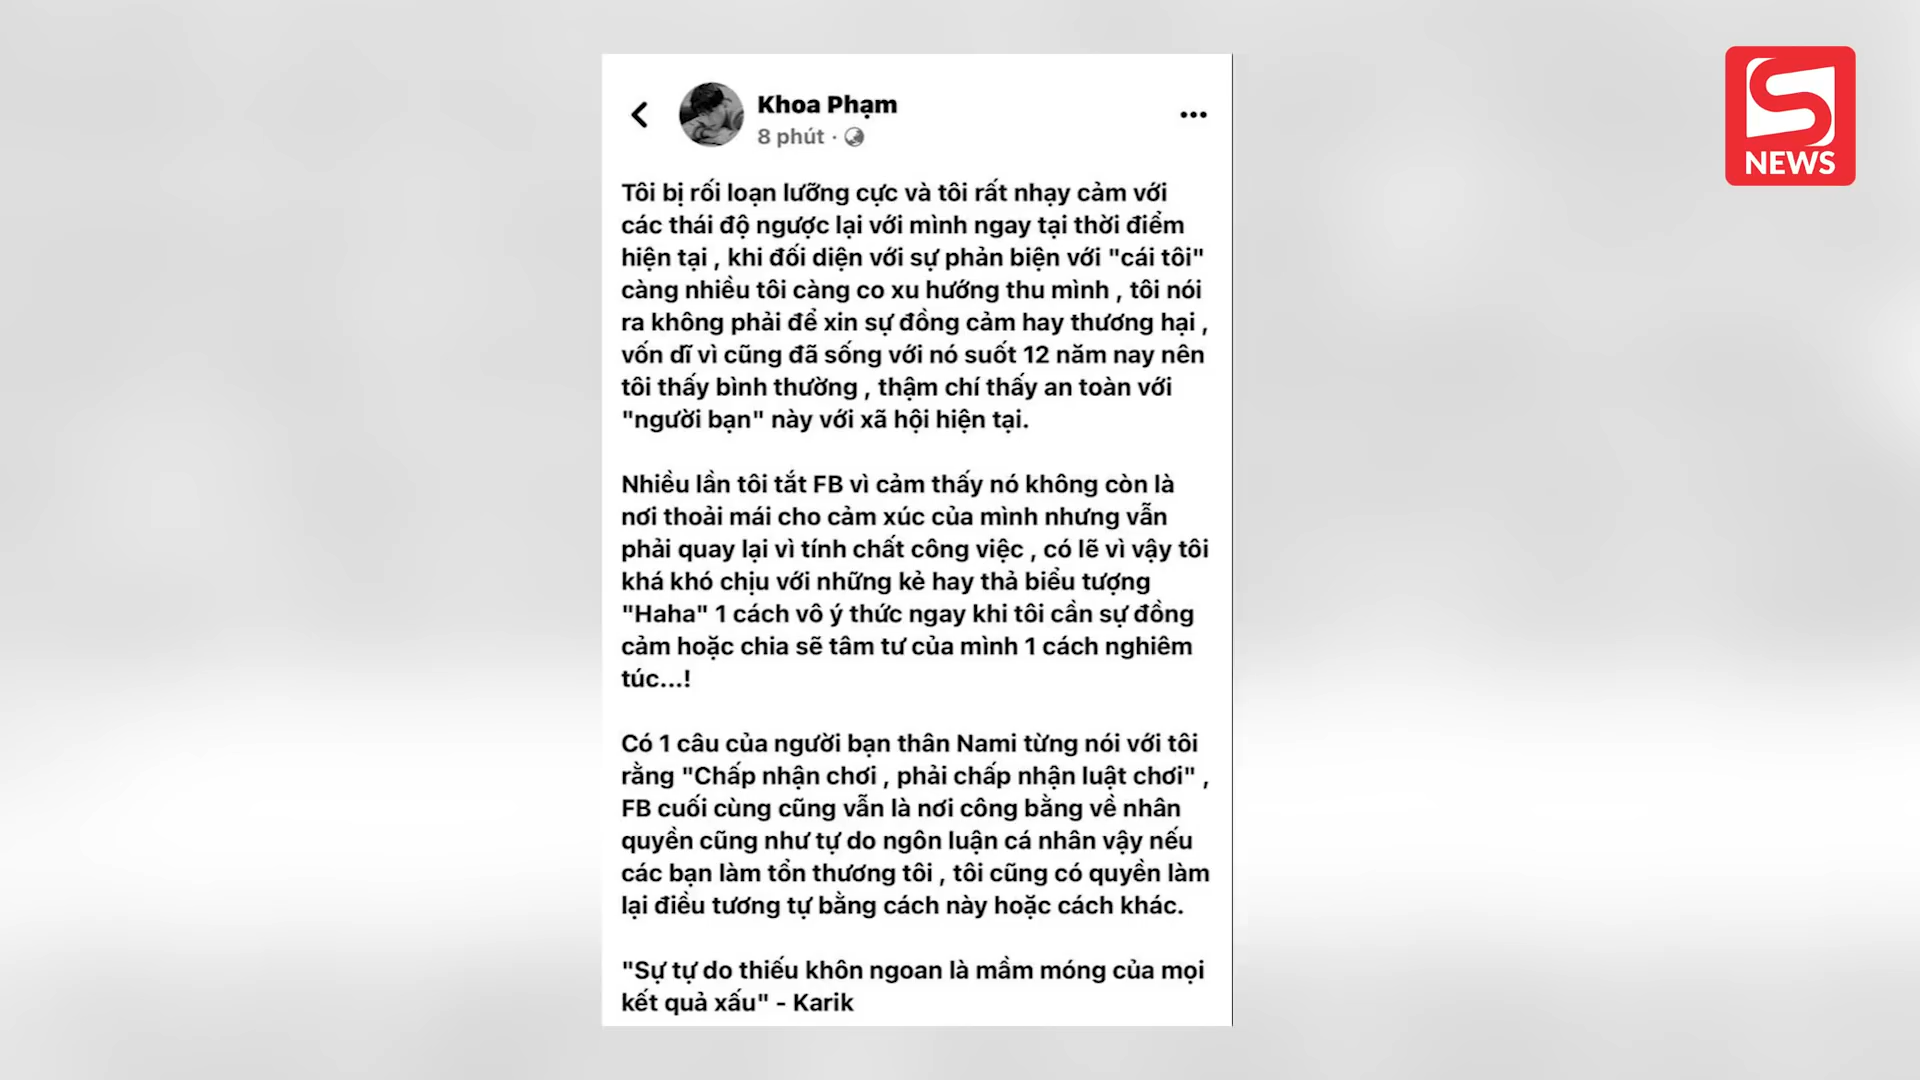 Khoa Phạm
8 phút ·
S
NEWS
Tôi bị rối loạn lưỡng cực và tôi rất nhạy cảm với
các thái độ ngược lại với mình ngay tại thời điểm
hiện tại , khi đối diện với sự phản biện với "cái tôi"
càng nhiều tôi càng co xu hướng thu mình , tôi nói
ra không phải để xin sự đồng cảm hay thương hại ,
vốn dĩ vì cũng đã sống với nó suốt 12 năm nay nên
tôi thấy bình thường , thậm chí thấy an toàn với
"người bạn" này với xã hội hiện tại.
Nhiều lần tôi tắt FB vì cảm thấy nó không còn là
nơi thoải mái cho cảm xúc của mình nhưng vẫn
phải quay lại vì tính chất công việc , có lẽ vì vậy tôi
khá khó chịu với những kẻ hay thả biểu tượng
"Haha" 1 cách vô ý thức ngay khi tôi cần sự đồng
cảm hoặc chia sẽ tâm tư của mình 1 cách nghiêm
túc...!
Có 1 câu của người bạn thân Nami từng nói với tôi
rằng "Chấp nhận chơi , phải chấp nhận luật chơi" ,
FB cuối cùng cũng vẫn là nơi công bằng về nhân
quyền cũng như tự do ngôn luận cá nhân vậy nếu
các bạn làm tổn thương tôi , tôi cũng có quyền làm
lại điều tương tự bằng cách này hoặc cách khác.
"Sự tự do thiếu khôn ngoan là mầm móng của mọi
kết quả xấu" - Karik